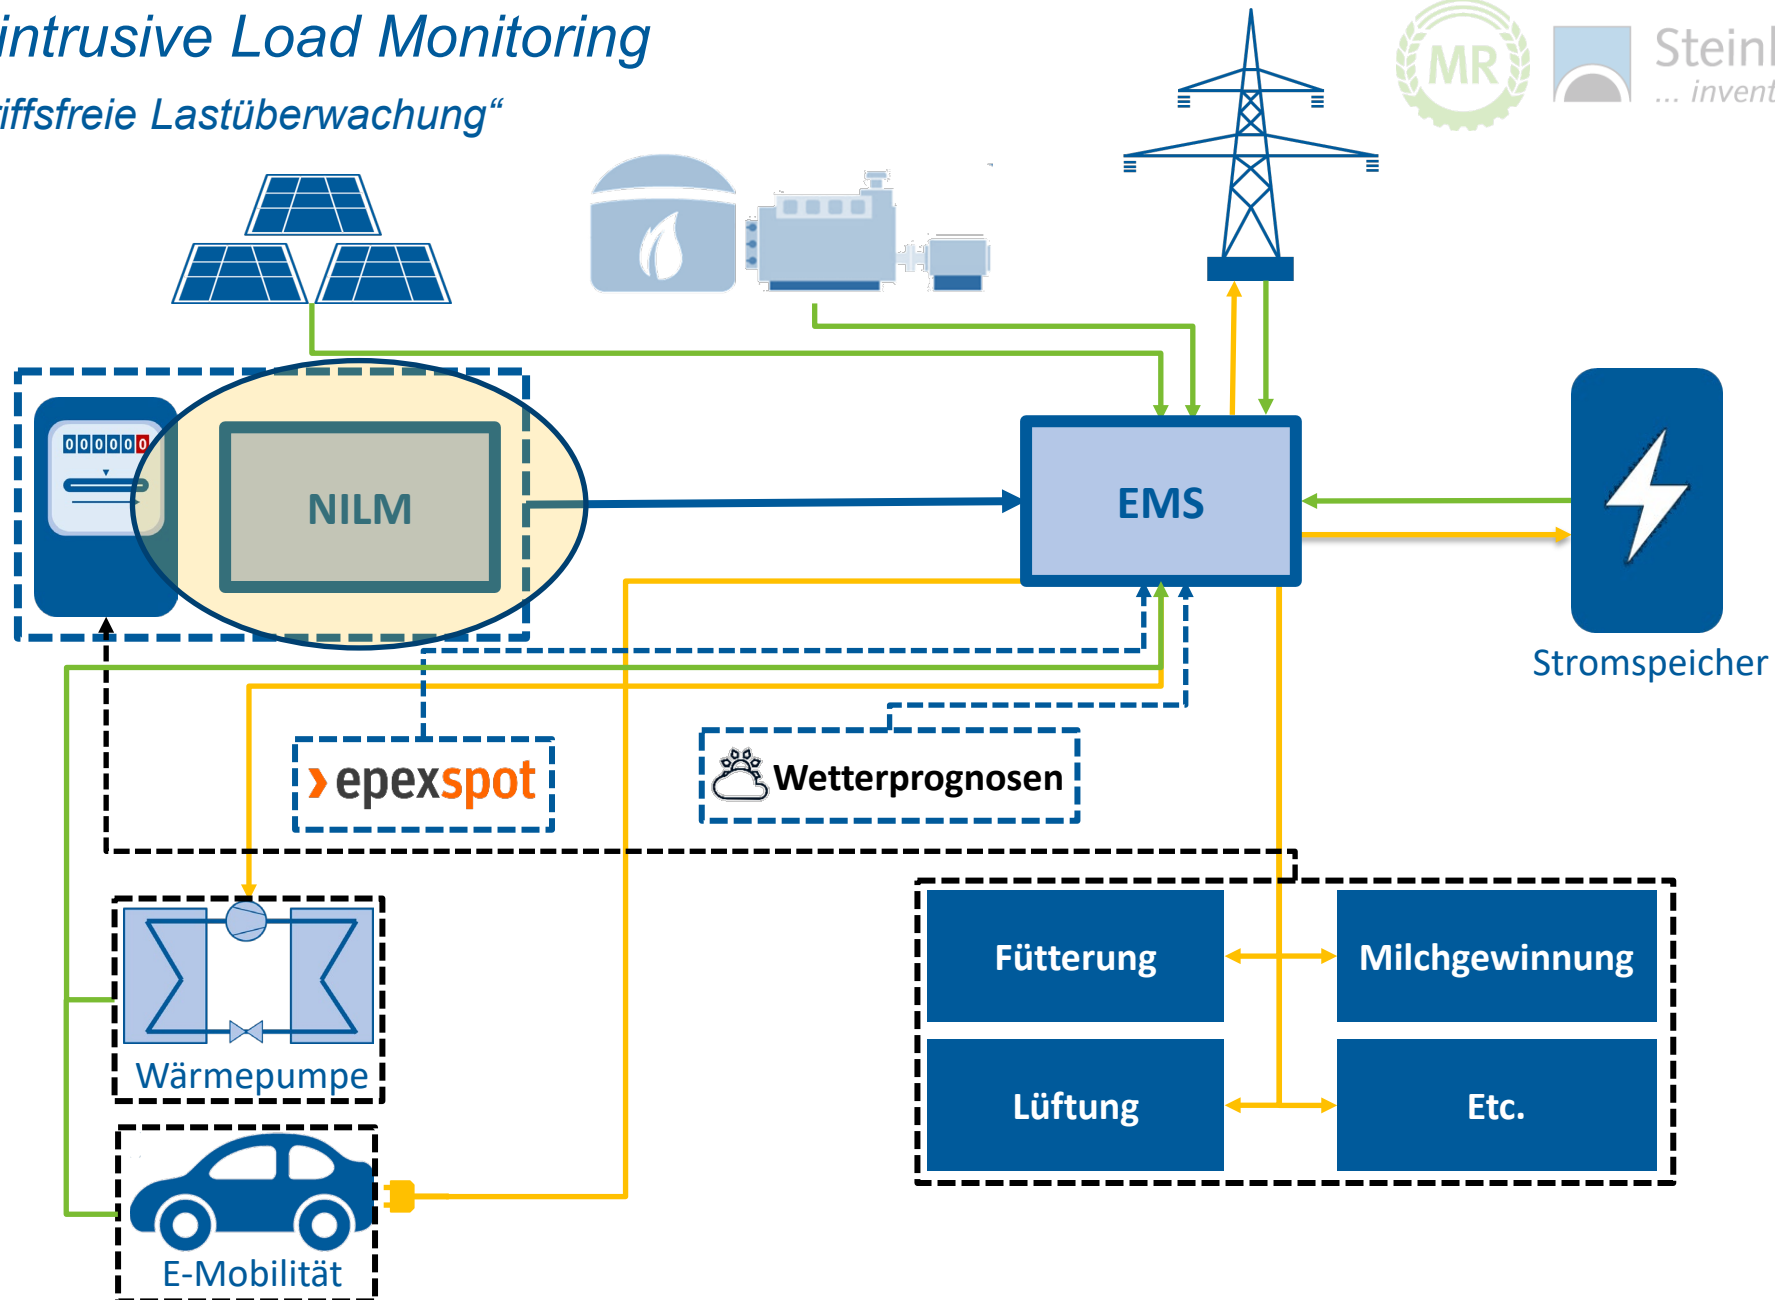 intrusive Load Monitoring
riffsfreie Lastüberwachung“
MR
Stein
... invent
000000
NILM
EMS
Stromspeicher
epexspot
Wetterprognosen
Fütterung
Milchgewinnung
Wärmepumpe
Lüftung
Etc.
E-Mobilität